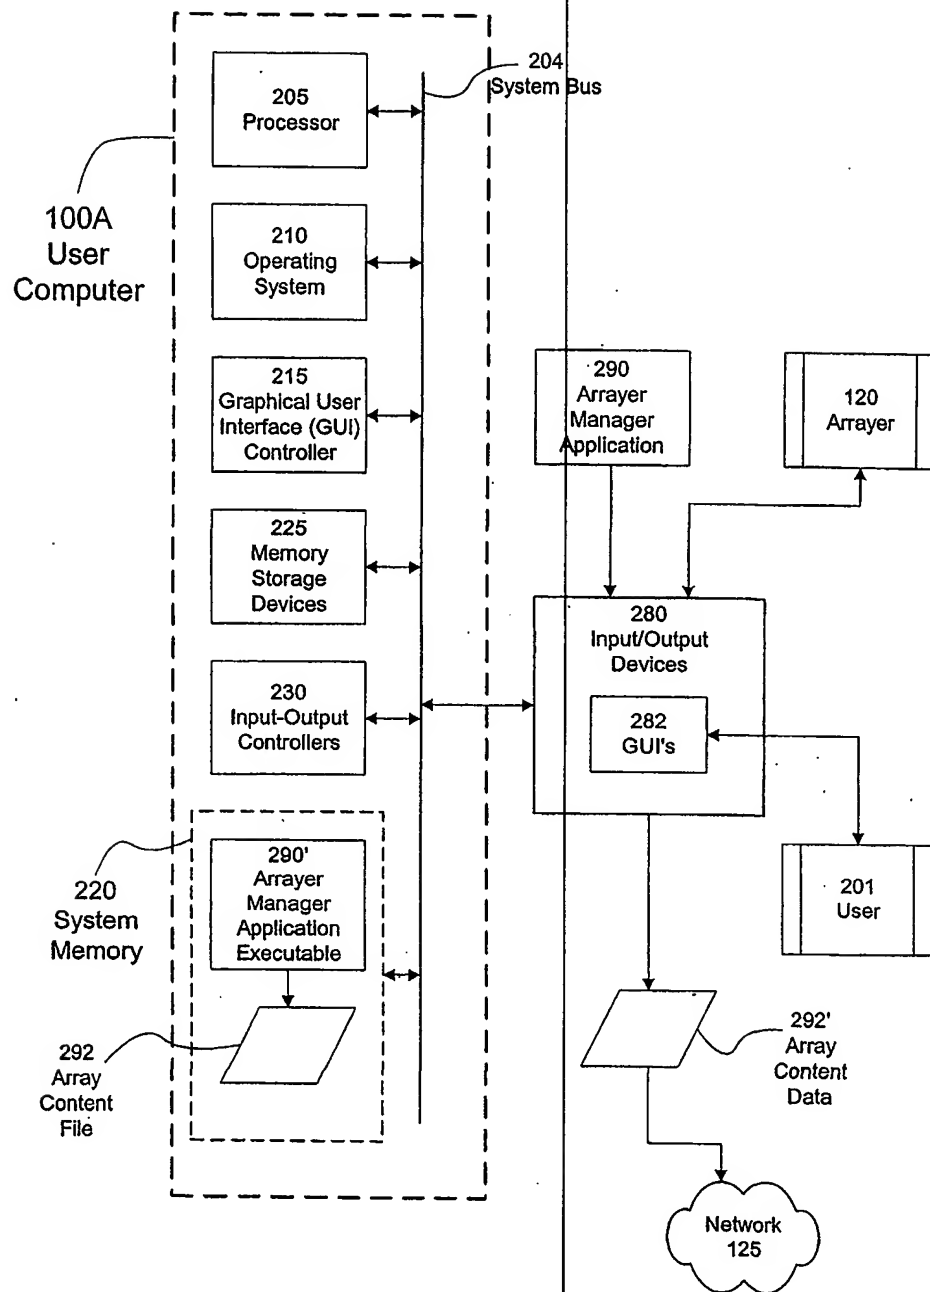 204
System Bus
205
Processor
100A
User
Computer
210
Operating
System
215
Graphical User
Interface (GUI)
Controller
290
Arrayer
Manager
Application
120
Arrayer
225
Memory
Storage
Devices
280
Input/Output
Devices
230
Input-Output
Controllers
282
GUI's
220
System
Memory
290'
Arrayer
Manager
Application
Executable
201
User
292
Array
Content
File
292'
Array
Content
Data
Network
125